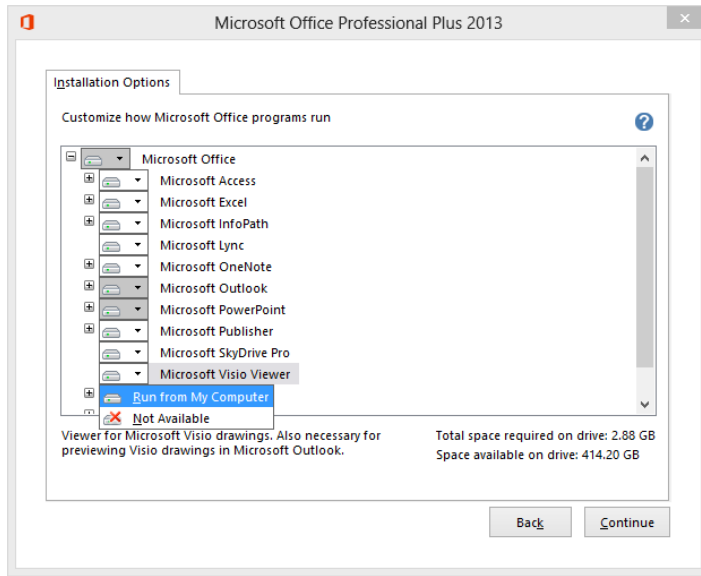 Microsoft Office Professional Plus 2013
Installation Options
Customize how Microsoft Office programs run
Microsoft Office
Microsoft Access
Microsoft Excel
Microsoft InfoPath
Microsoft Lync
Microsoft OneNote
Microsoft Outlook
Microsoft PowerPoint
Microsoft Publisher
Microsoft SkyDrive Pro
Microsoft Visio Viewer
Run from My Computer
Not Available
Viewer for Microsoft Visio drawings. Also necessary for
previewing Visio drawings in Microsoft Outlook.
Total space required on drive: 2.88 GB
Space available on drive: 414.20 GB
Back
Continue